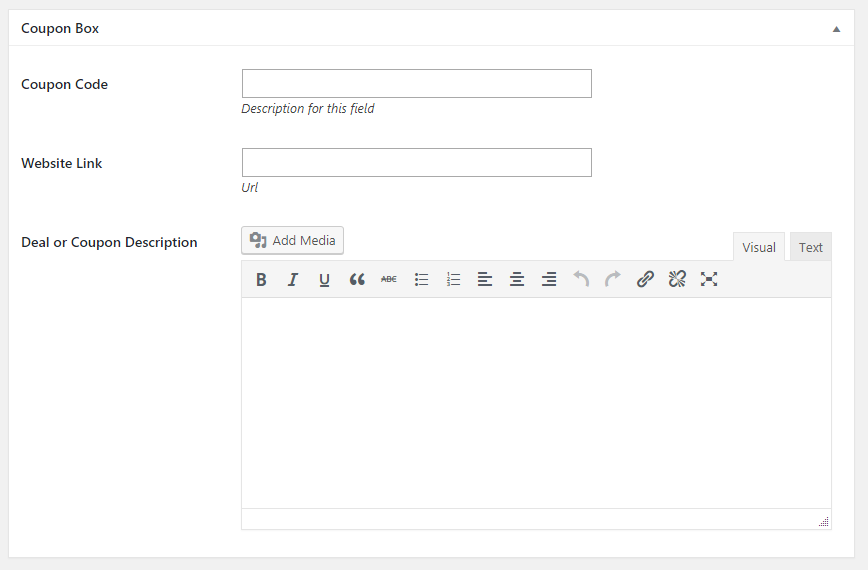 Coupon Box
Coupon Code
Description for this field
Website Link
Url
Deal or Coupon Description
Add Media
Visual Text
B I U ABC